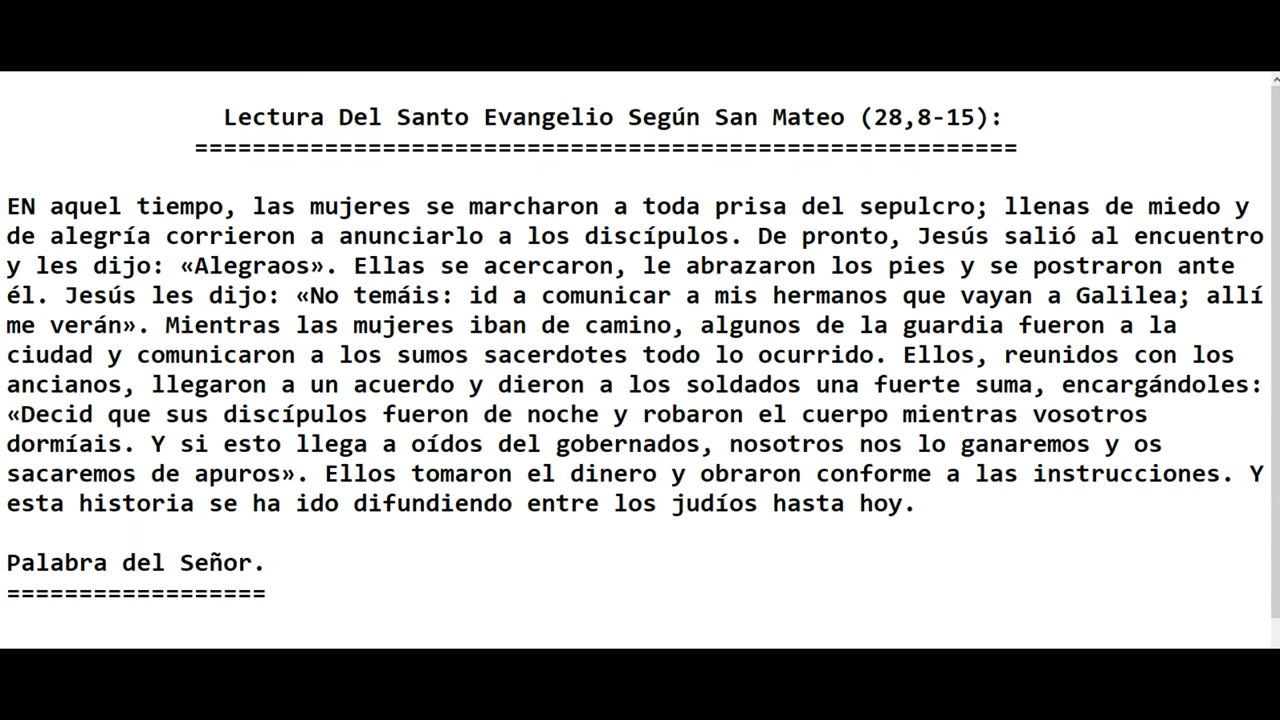 Lectura Del Santo Evangelio Según San Mateo (28,8-15):
=========================================================
EN aquel tiempo, las mujeres se marcharon a toda prisa del sepulcro; llenas de miedo y
de alegría corrieron a anunciarlo a los discípulos. De pronto, Jesús salió al encuentro
y les dijo: «Alegraos». Ellas se acercaron, le abrazaron los pies y se postraron ante
él. Jesús les dijo: «No temáis: id a comunicar a mis hermanos que vayan a Galilea; allí
me verán». Mientras las mujeres iban de camino, algunos de la guardia fueron a la
ciudad y comunicaron a los sumos sacerdotes todo lo ocurrido. Ellos, reunidos con los
ancianos, llegaron a un acuerdo y dieron a los soldados una fuerte suma, encargándoles:
«Decid que sus discípulos fueron de noche y robaron el cuerpo mientras vosotros
dormíais. Y si esto llega a oídos del gobernados, nosotros nos lo ganaremos y os
sacaremos de apuros». Ellos tomaron el dinero y obraron conforme a las instrucciones. Y
esta historia se ha ido difundiendo entre los judíos hasta hoy.
Palabra del Señor.
==================